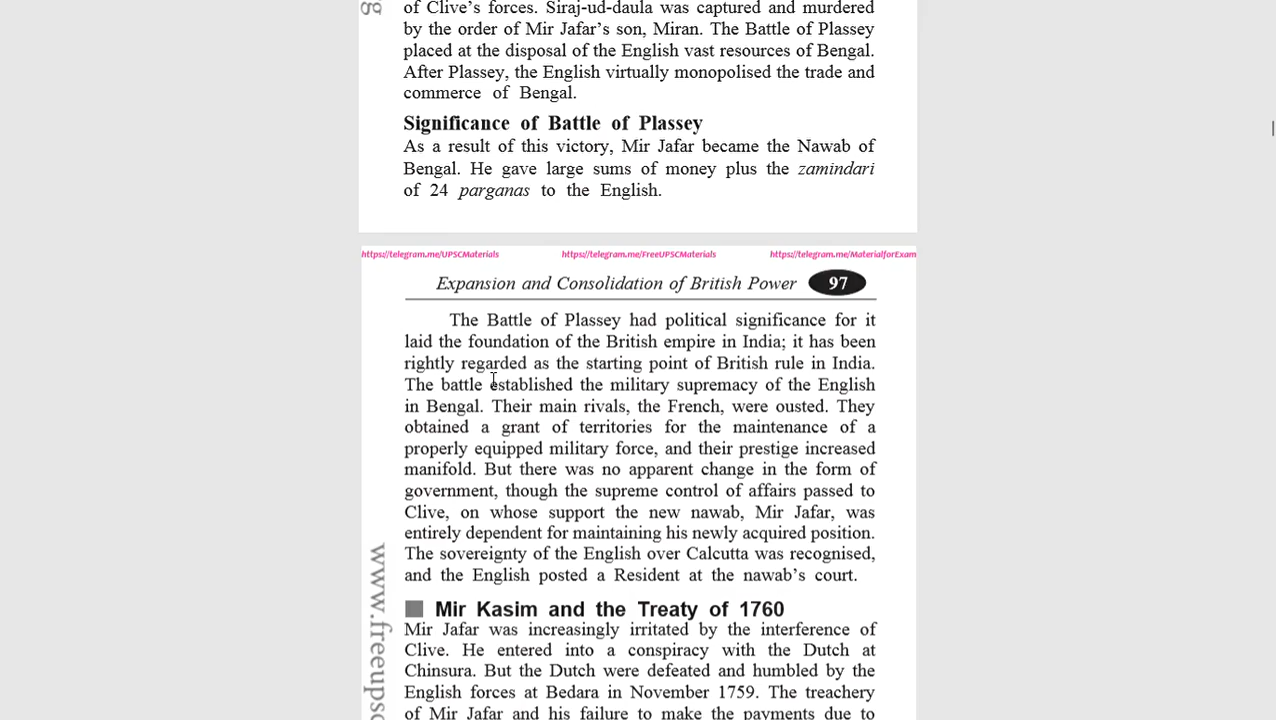 of Clive's forces. Siraj-ud-daula was captured and murdered
by the order of Mir Jafar's son, Miran. The Battle of Plassey
placed at the disposal of the English vast resources of Bengal.
After Plassey, the English virtually monopolised the trade and
commerce of Bengal.
Significance of Battle of Plassey
As a result of this victory, Mir Jafar became the Nawab of
Bengal. He gave large sums of money plus the zamindari
of 24 parganas to the English.
https://telegram.me/UPSCMaterials https://telegram.me/FreeUPSCMaterials https://telegram.me/MaterialforExam
Expansion and Consolidation of British Power 97
The Battle of Plassey had political significance for it
laid the foundation of the British empire in India; it has been
rightly regarded as the starting point of British rule in India.
The battle established the military supremacy of the English
in Bengal. Their main rivals, the French, were ousted. They
obtained a grant of territories for the maintenance of a
properly equipped military force, and their prestige increased
manifold. But there was no apparent change in the form of
government, though the supreme control of affairs passed to
Clive, on whose support the new nawab, Mir Jafar, was
entirely dependent for maintaining his newly acquired position.
The sovereignty of the English over Calcutta was recognised,
and the English posted a Resident at the nawab's court.
Mir Kasim and the Treaty of 1760
Mir Jafar was increasingly irritated by the interference of
Clive. He entered into a conspiracy with the Dutch at
Chinsura. But the Dutch were defeated and humbled by the
English forces at Bedara in November 1759. The treachery
of Mir Jafar and his failure to make the payments due to
www.freeupsc